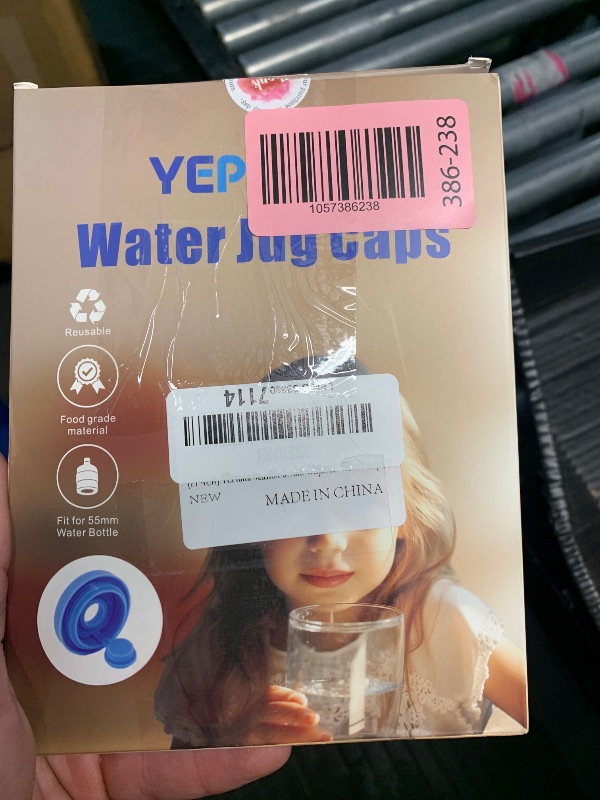 YEP
1057386238
386-238
Water Jug Caps
Reusable
7114
Food grade
material
NEW
MADE IN CHINA
Fit for 55mm
Water Bottle